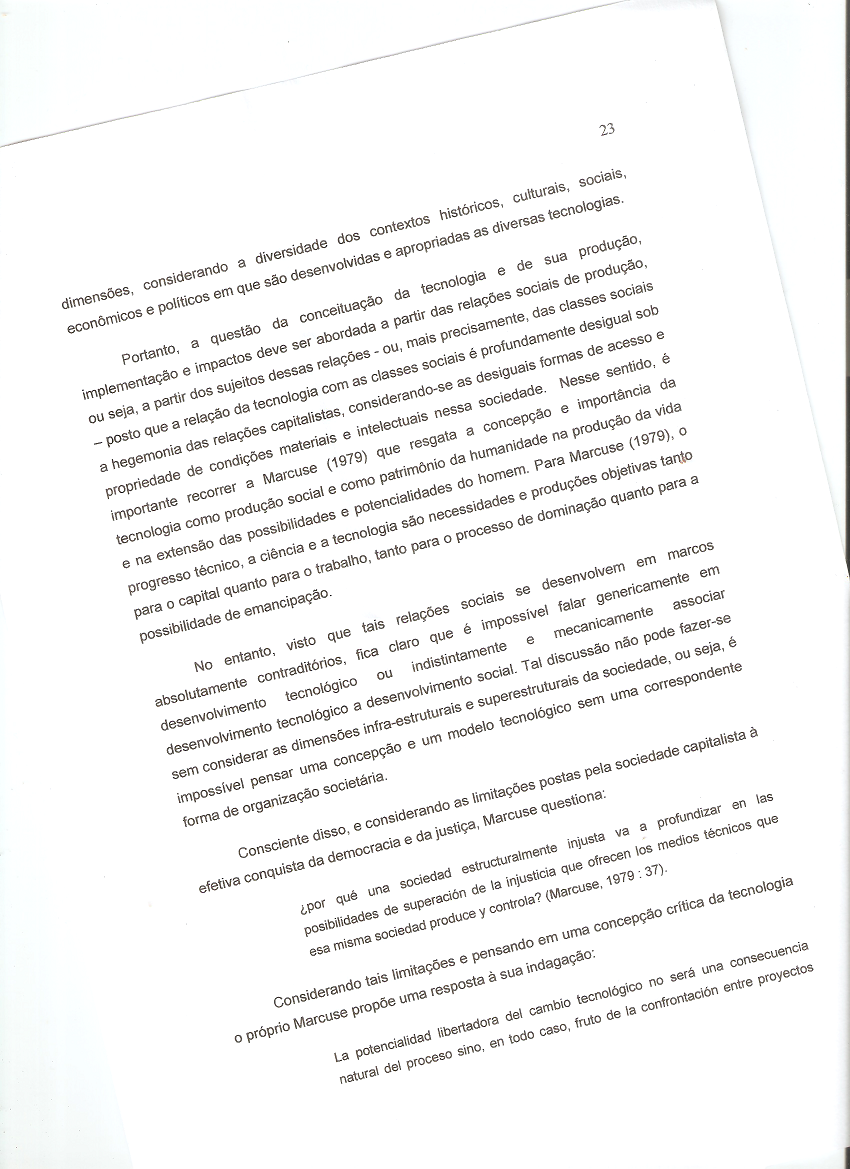 23
dimensões, considerando a diversidade dos contextos históricos, culturais, sociais,
econômicos e políticos em que são desenvolvidas e apropriadas as diversas tecnologias.
Portanto, a questão da conceituação da tecnologia e de sua produção,
implementação e impactos deve ser abordada a partir das relações sociais de produção,
ou seja, a partir dos sujeitos dessas relações - ou, mais precisamente, das classes sociais
– posto que a relação da tecnologia com as classes sociais é profundamente desigual sob
a hegemonia das relações capitalistas, considerando-se as desiguais formas de acesso e
propriedade de condições materiais e intelectuais nessa sociedade. Nesse sentido, é
importante recorrer a Marcuse (1979) que resgata a concepção e importância da
tecnologia como produção social e como patrimônio da humanidade na produção da vida
e na extensão das possibilidades e potencialidades do homem. Para Marcuse (1979), o
progresso técnico, a ciência e a tecnologia são necessidades e produções objetivas tanto
para o capital quanto para o trabalho, tanto para o processo de dominação quanto para a
possibilidade de emancipação.
No entanto, visto que tais relações sociais se desenvolvem em marcos
absolutamente contraditórios, fica claro que é impossível falar genericamente em
desenvolvimento tecnológico ou indistintamente e mecanicamente associar
desenvolvimento tecnológico a desenvolvimento social. Tal discussão não pode fazer-se
sem considerar as dimensões infra-estruturais e superestruturais da sociedade, ou seja, é
impossível pensar uma concepção e um modelo tecnológico sem uma correspondente
forma de organização societária.
Consciente disso, e considerando as limitações postas pela sociedade capitalista à
efetiva conquista da democracia e da justiça, Marcuse questiona:
¿por qué una sociedad estructuralmente injusta va a profundizar en las
posibilidades de superación de la injusticia que ofrecen los medios técnicos que
esa misma sociedad produce y controla? (Marcuse, 1979 : 37).
Considerando tais limitações e pensando em uma concepção crítica da tecnologia
o próprio Marcuse propõe uma resposta à sua indagação:
La potencialidad libertadora del cambio tecnológico no será una consecuencia
natural del proceso sino, en todo caso, fruto de la confrontación entre proyectos